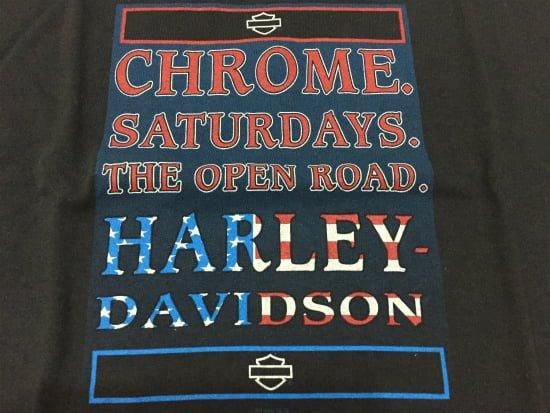 CHROME.
SATURDAYS.
THE OPEN ROAD.
HARLEY-
DAVIDSON